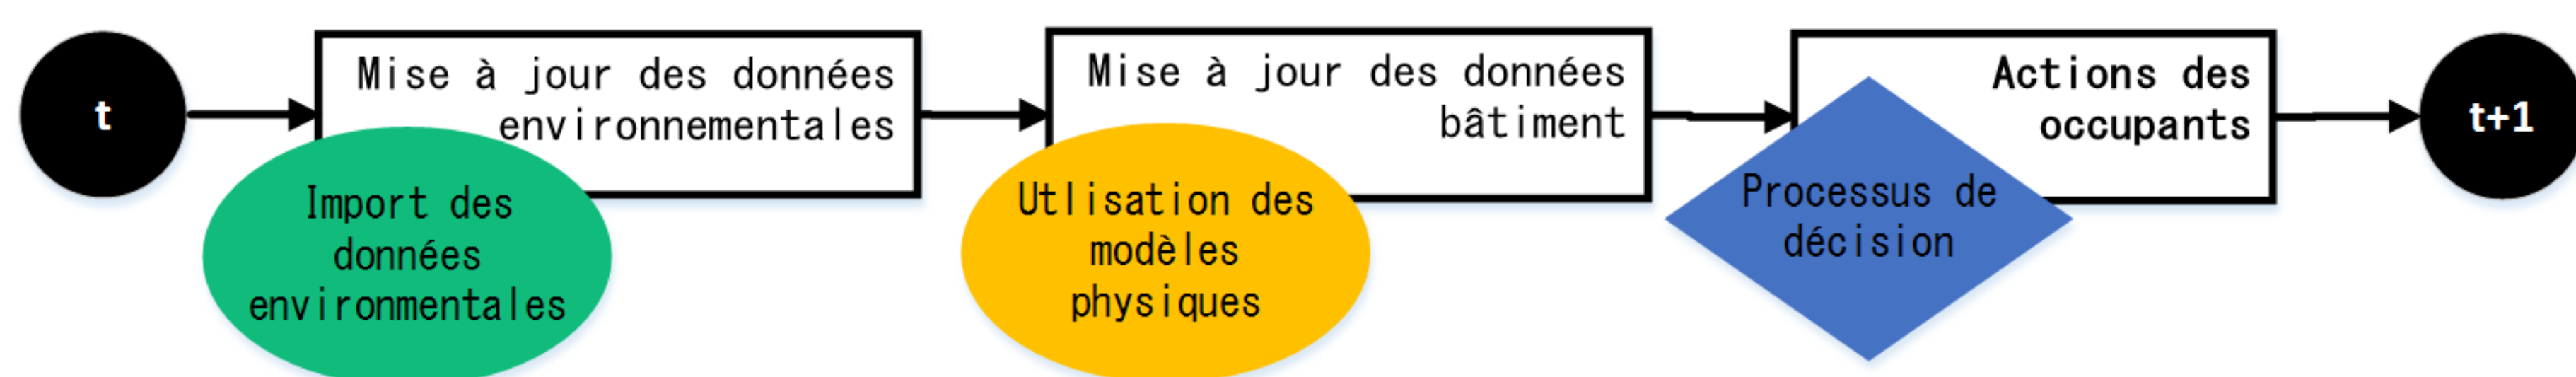 t
Mise à jour des données
environnementales
Import des
données
environmentales
Mise à jour des données
bâtiment
Utlisation des
modèles
physiques
Actions des
occupants
Processus de
décision
t+1